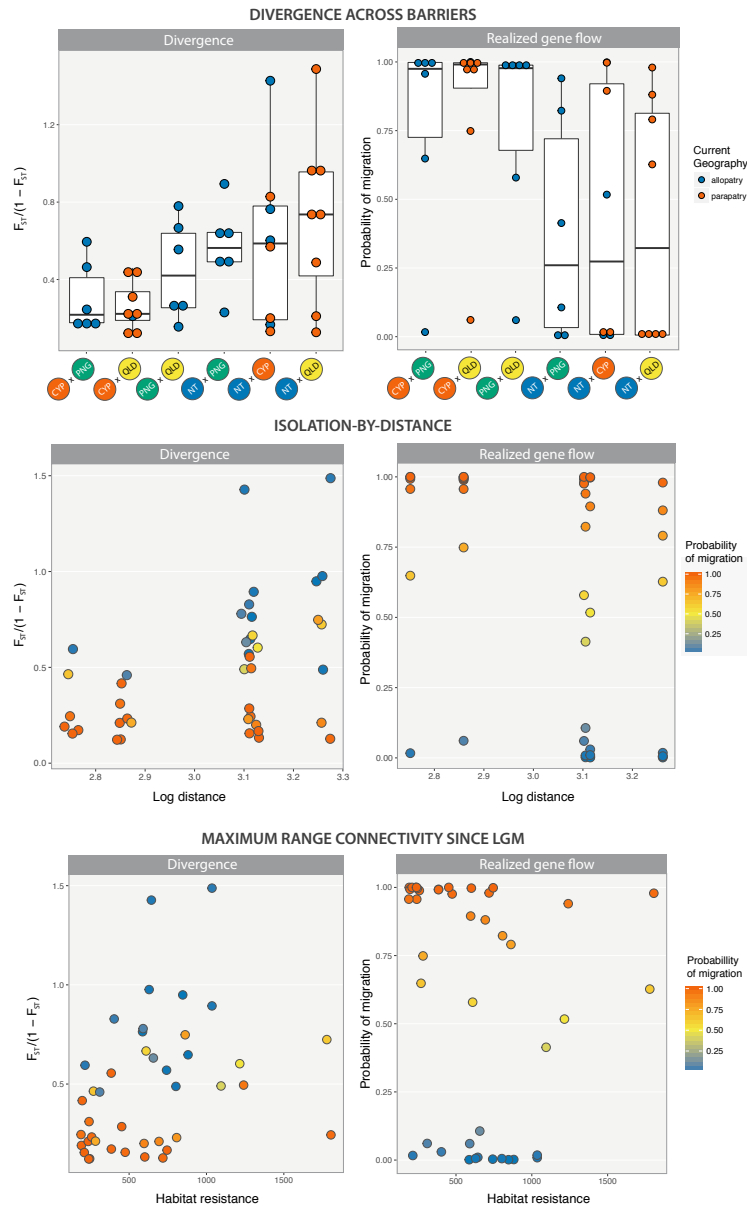 DIVERGENCE ACROSS BARRIERS
Divergence
Realized gene flow
F_ST/(1 − F_ST)
1.2
0.8
0.4
Probability of migration
1.00
0.75
0.50
0.25
0.00
Current
Geography
allopatry
parapatry
CYP x PNG
CYP x QLD
PNG x QLD
NT x PNG
NT x CYP
NT x QLD
CYP x PNG
CYP x QLD
PNG x QLD
NT x PNG
NT x CYP
NT x QLD
ISOLATION-BY-DISTANCE
Divergence
Realized gene flow
F_ST/(1 − F_ST)
1.5
1.0
0.5
0.0
2.8 2.9 3.0 3.1 3.2 3.3
Log distance
Probability of migration
1.00
0.75
0.50
0.25
0.00
2.8 2.9 3.0 3.1 3.2
Log distance
Probability
of migration
1.00
0.75
0.50
0.25
MAXIMUM RANGE CONNECTIVITY SINCE LGM
Divergence
Realized gene flow
F_ST/(1 − F_ST)
1.5
1.0
0.5
500 1000 1500
Habitat resistance
Probability of migration
1.00
0.75
0.50
0.25
0.00
500 1000 1500
Habitat resistance
Probabillity
of migration
1.00
0.75
0.50
0.25